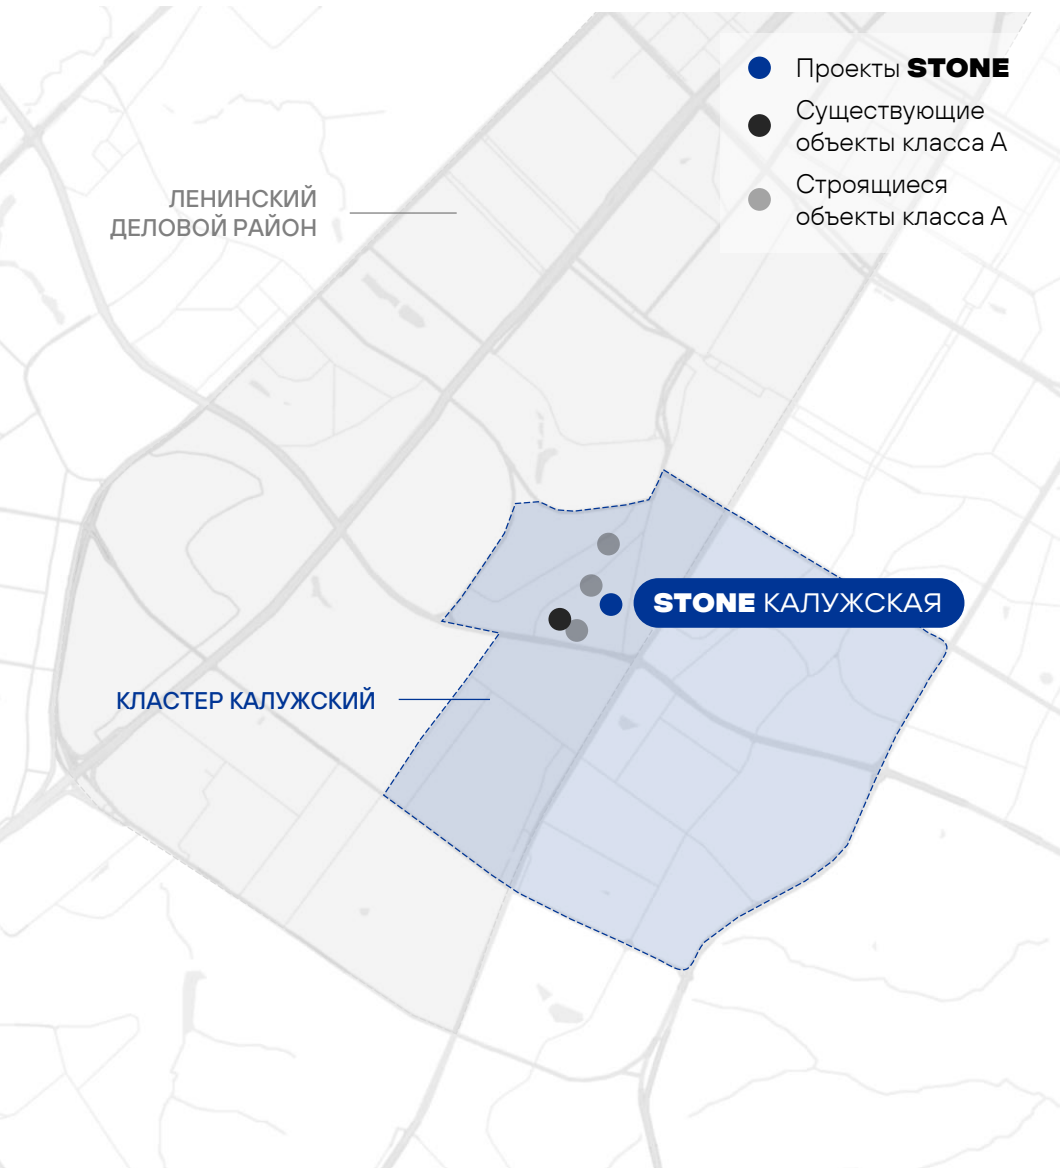 Проекты STONE
Существующие
объекты класса А
Строящиеся
объекты класса А
ЛЕНИНСКИЙ
ДЕЛОВОЙ РАЙОН
STONE КАЛУЖСКАЯ
КЛАСТЕР КАЛУЖСКИЙ